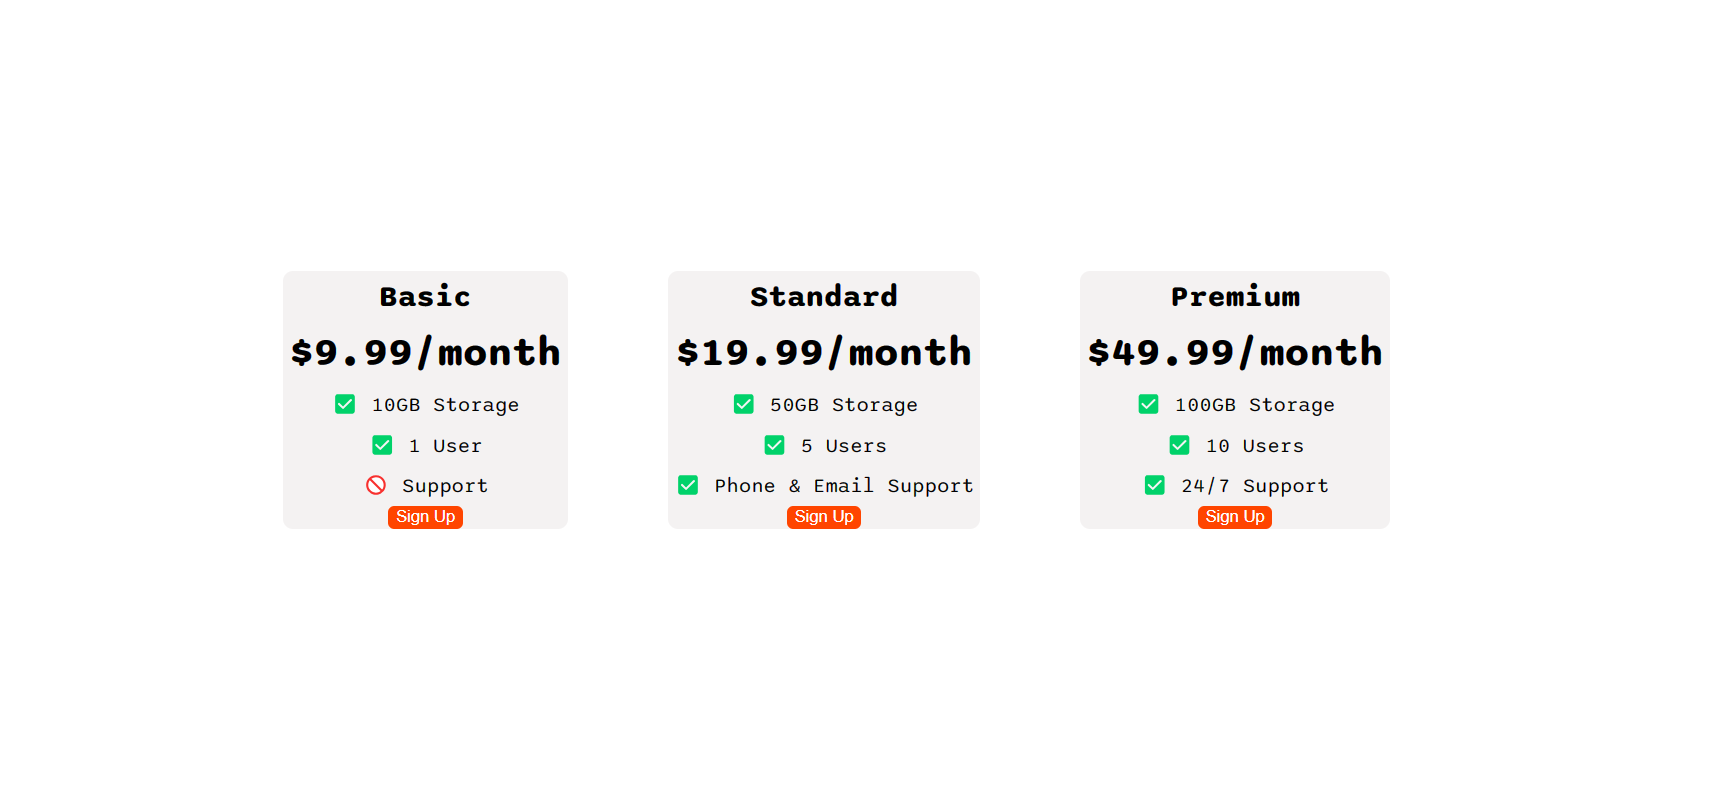 Basic
$9.99/month
10GB Storage
1 User
Support
Sign Up
Standard
$19.99/month
50GB Storage
5 Users
Phone & Email Support
Sign Up
Premium
$49.99/month
100GB Storage
10 Users
24/7 Support
Sign Up